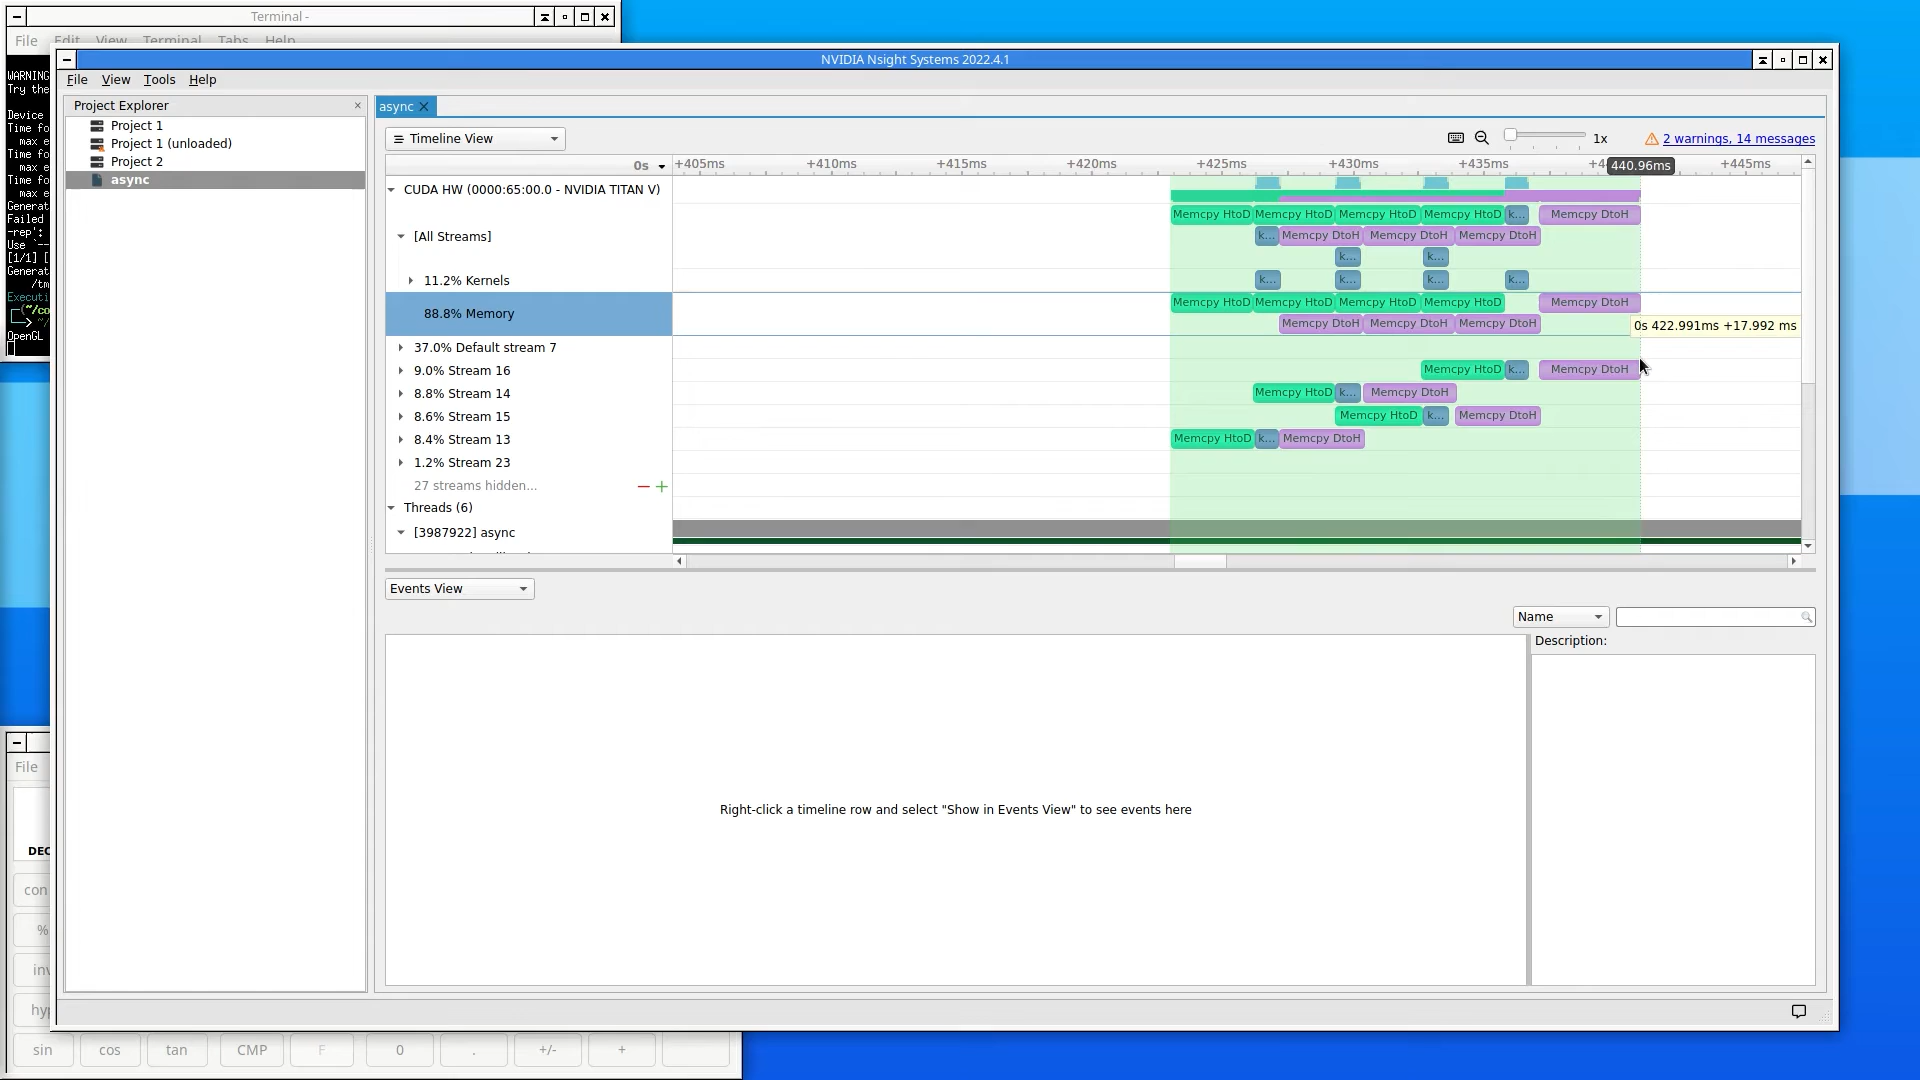 Terminal -
File Edit View Terminal Tabs Help
WARNING
Try the
Device
Time fo
max e
Time fo
max e
Time fo
max e
Generat
Failed
-rep':
Use `--
[1/1] [
Generat
/tm
Executi
OpenGL
NVIDIA Nsight Systems 2022.4.1
File View Tools Help
Project Explorer
Project 1
Project 1 (unloaded)
Project 2
async
async
Timeline View
1x
2 warnings, 14 messages
0s
+405ms +410ms +415ms +420ms +425ms +430ms +435ms 440.96ms +445ms
CUDA HW (0000:65:00.0 - NVIDIA TITAN V)
Memcpy HtoD Memcpy HtoD Memcpy HtoD Memcpy HtoD k... Memcpy DtoH
[All Streams]
k... Memcpy DtoH Memcpy DtoH Memcpy DtoH
k... k...
11.2% Kernels
k... k... k... k...
88.8% Memory
Memcpy HtoD Memcpy HtoD Memcpy HtoD Memcpy HtoD Memcpy DtoH
Memcpy DtoH Memcpy DtoH Memcpy DtoH
0s 422.991ms +17.992 ms
37.0% Default stream 7
9.0% Stream 16
Memcpy HtoD k... Memcpy DtoH
8.8% Stream 14
Memcpy HtoD k... Memcpy DtoH
8.6% Stream 15
Memcpy HtoD k... Memcpy DtoH
8.4% Stream 13
Memcpy HtoD k... Memcpy DtoH
1.2% Stream 23
27 streams hidden...
Threads (6)
[3987922] async
Events View
Name
Description:
Right-click a timeline row and select "Show in Events View" to see events here
File
DEC
con
%
inv
hyp
sin cos tan CMP F 0 . +/- +